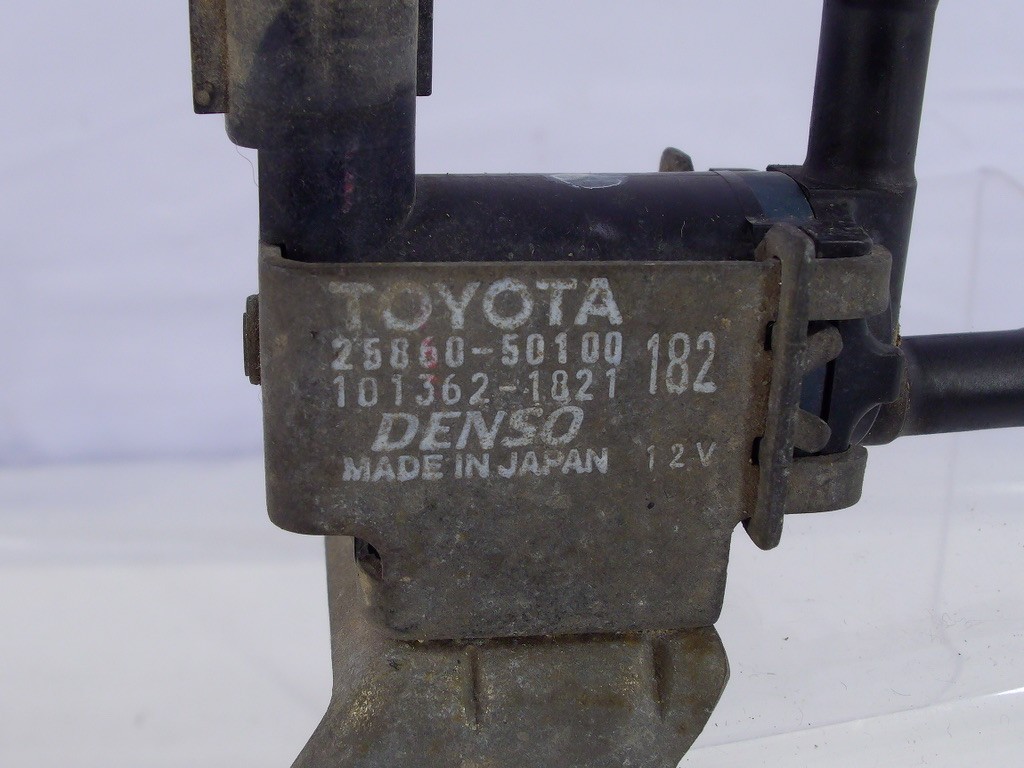 TOYOTA
25860-50100 182
101362-1821
DENSO
MADE IN JAPAN 12V